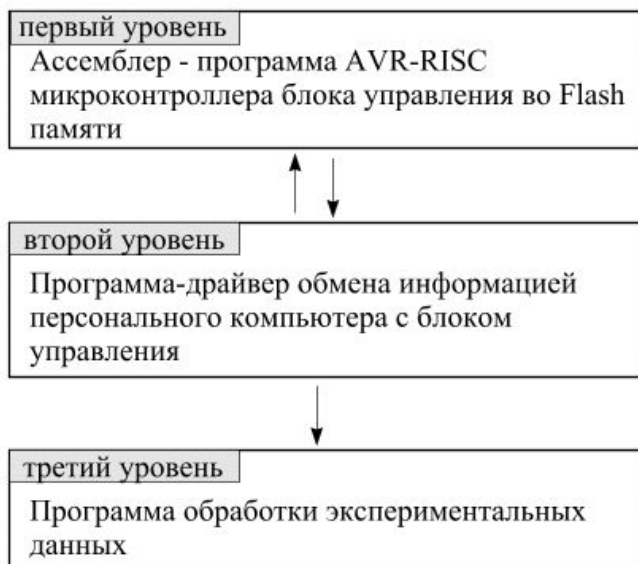 первый уровень
Ассемблер - программа AVR-RISC
микроконтроллера блока управления во Flash
памяти
второй уровень
Программа-драйвер обмена информацией
персонального компьютера с блоком
управления
третий уровень
Программа обработки экспериментальных
данных